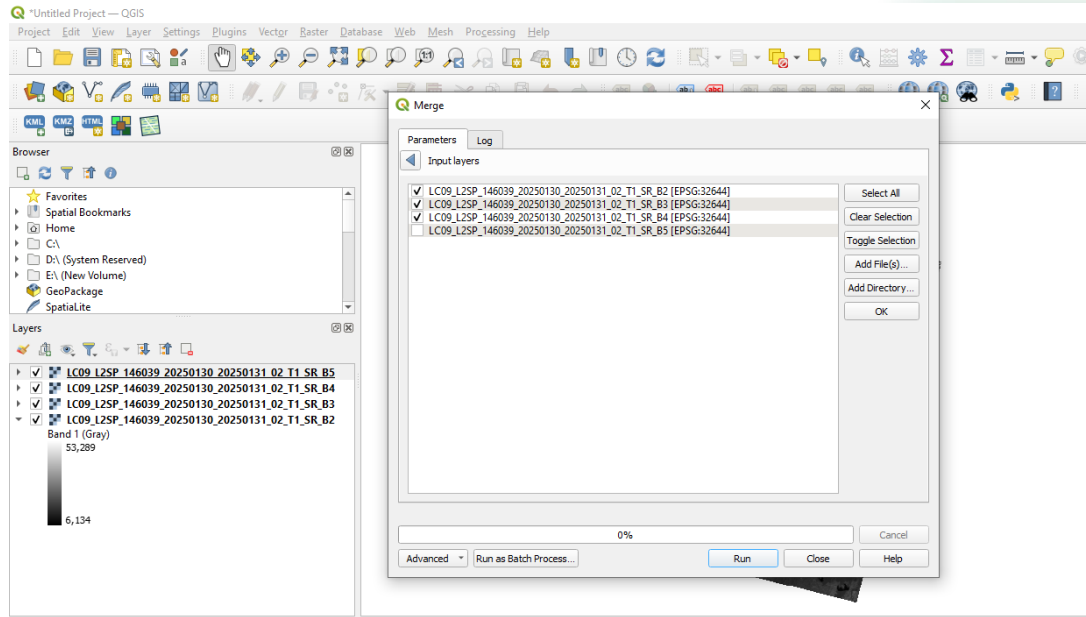 *Untitled Project — QGIS
Project Edit View Layer Settings Plugins Vector Raster Database Web Mesh Processing Help
1:1
abc abc
KML KMZ HTML
Browser
Favorites
Spatial Bookmarks
Home
C:\
D:\ (System Reserved)
E:\ (New Volume)
GeoPackage
SpatiaLite
Layers
LC09_L2SP_146039_20250130_20250131_02_T1_SR_B5
LC09_L2SP_146039_20250130_20250131_02_T1_SR_B4
LC09_L2SP_146039_20250130_20250131_02_T1_SR_B3
LC09_L2SP_146039_20250130_20250131_02_T1_SR_B2
Band 1 (Gray)
53,289
6,134
Merge
Parameters Log
Input layers
LC09_L2SP_146039_20250130_20250131_02_T1_SR_B2 [EPSG:32644]
LC09_L2SP_146039_20250130_20250131_02_T1_SR_B3 [EPSG:32644]
LC09_L2SP_146039_20250130_20250131_02_T1_SR_B4 [EPSG:32644]
LC09_L2SP_146039_20250130_20250131_02_T1_SR_B5 [EPSG:32644]
Select All
Clear Selection
Toggle Selection
Add File(s)...
Add Directory...
OK
0%
Cancel
Advanced Run as Batch Process... Run Close Help